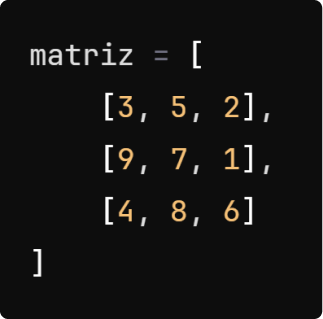 matriz = [
    [3, 5, 2],
    [9, 7, 1],
    [4, 8, 6]
]